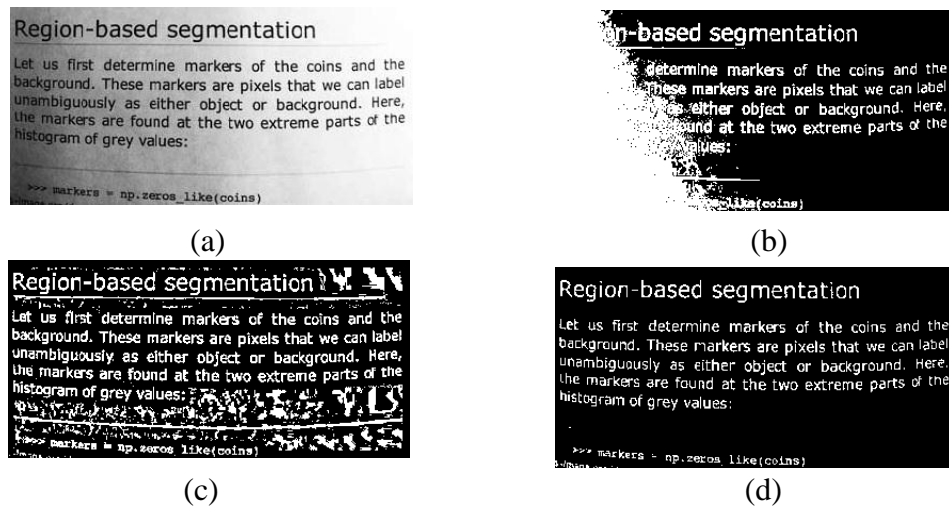 Region-based segmentation
Let us first determine markers of the coins and the
background. These markers are pixels that we can label
unambiguously as either object or background. Here,
the markers are found at the two extreme parts of the
histogram of grey values:
>>> markers = np.zeros_like(coins)
(a)
on-based segmentation
determine markers of the coins and the
These markers are pixels that we can label
as either object or background. Here,
found at the two extreme parts of the
values:
like(coins)
(b)
Region-based segmentation
Let us first determine markers of the coins and the
background. These markers are pixels that we can label
unambiguously as either object or background. Here,
the markers are found at the two extreme parts of the
histogram of grey values:
>>> markers = np.zeros like(coins)
(c)
Region-based segmentation
Let us first determine markers of the coins and the
background. These markers are pixels that we can label
unambiguously as either object or background. Here,
the markers are found at the two extreme parts of the
histogram of grey values:
>>> markers = np.zeros like(coins)
(d)